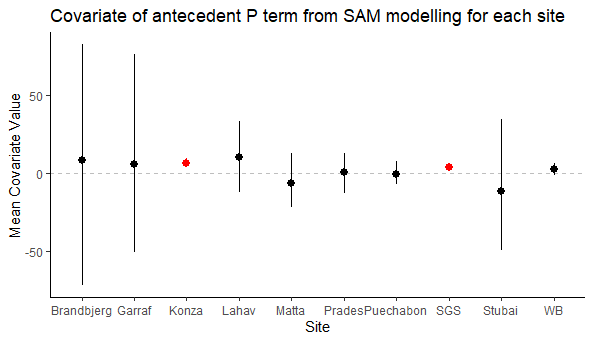 Covariate of antecedent P term from SAM modelling for each site
Mean Covariate Value
50
0
-50
Brandbjerg Garraf Konza Lahav Matta Prades Puechabon SGS Stubai WB
Site